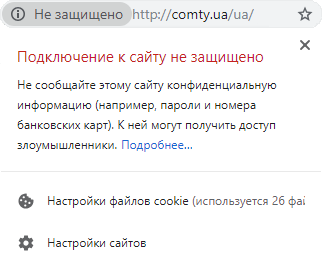 Не защищено http://comty.ua/ua/
Подключение к сайту не защищено
Не сообщайте этому сайту конфиденциальную
информацию (например, пароли и номера
банковских карт). К ней могут получить доступ
злоумышленники. Подробнее...
Настройки файлов cookie (используется 26 фай
Настройки сайтов